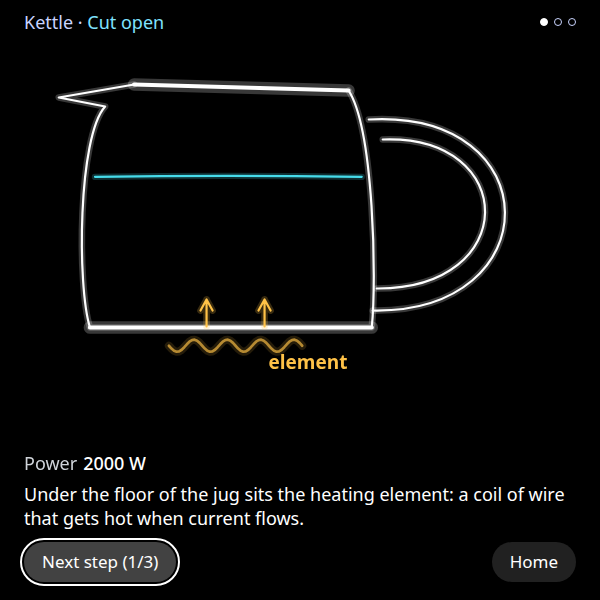 Kettle · Cut open
element
Power 2000 W
Under the floor of the jug sits the heating element: a coil of wire
that gets hot when current flows.
Next step (1/3)
Home